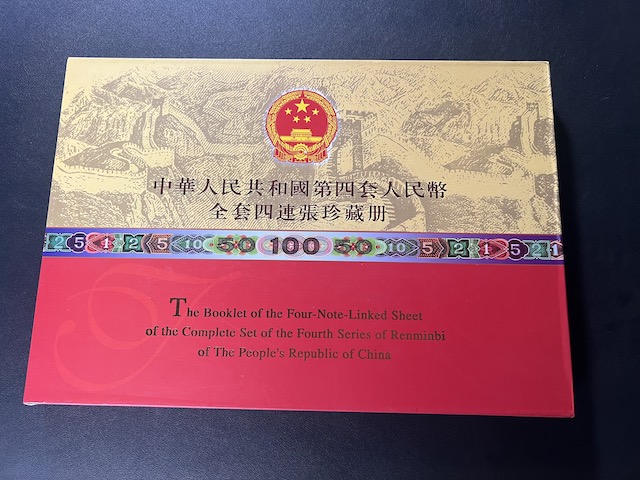 中華人民共和國第四套人民幣
全套四連張珍藏册
2 5 1 2 5 10 50 100 50 10 5 2 1 5 2 1
The Booklet of the Four-Note-Linked Sheet
of the Complete Set of the Fourth Series of Renminbi
of The People's Republic of China